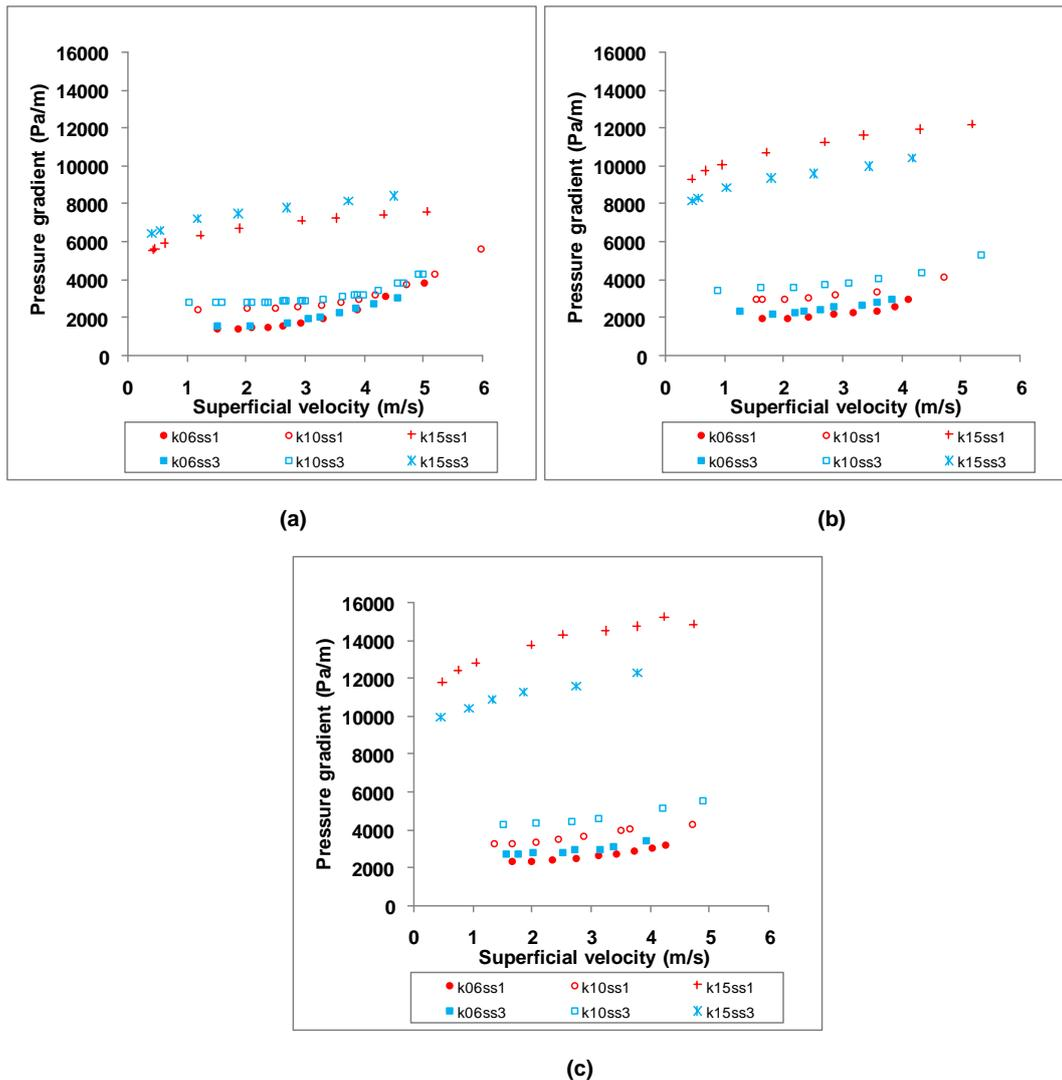 16000
14000
12000
10000
8000
6000
4000
2000
0
Pressure gradient (Pa/m)
0 1 2 3 4 5 6
Superficial velocity (m/s)
k06ss1 k10ss1 k15ss1
k06ss3 k10ss3 k15ss3
(a)
16000
14000
12000
10000
8000
6000
4000
2000
0
Pressure gradient (Pa/m)
0 1 2 3 4 5 6
Superficial velocity (m/s)
k06ss1 k10ss1 k15ss1
k06ss3 k10ss3 k15ss3
(b)
16000
14000
12000
10000
8000
6000
4000
2000
0
Pressure gradient (Pa/m)
0 1 2 3 4 5 6
Superficial velocity (m/s)
k06ss1 k10ss1 k15ss1
k06ss3 k10ss3 k15ss3
(c)